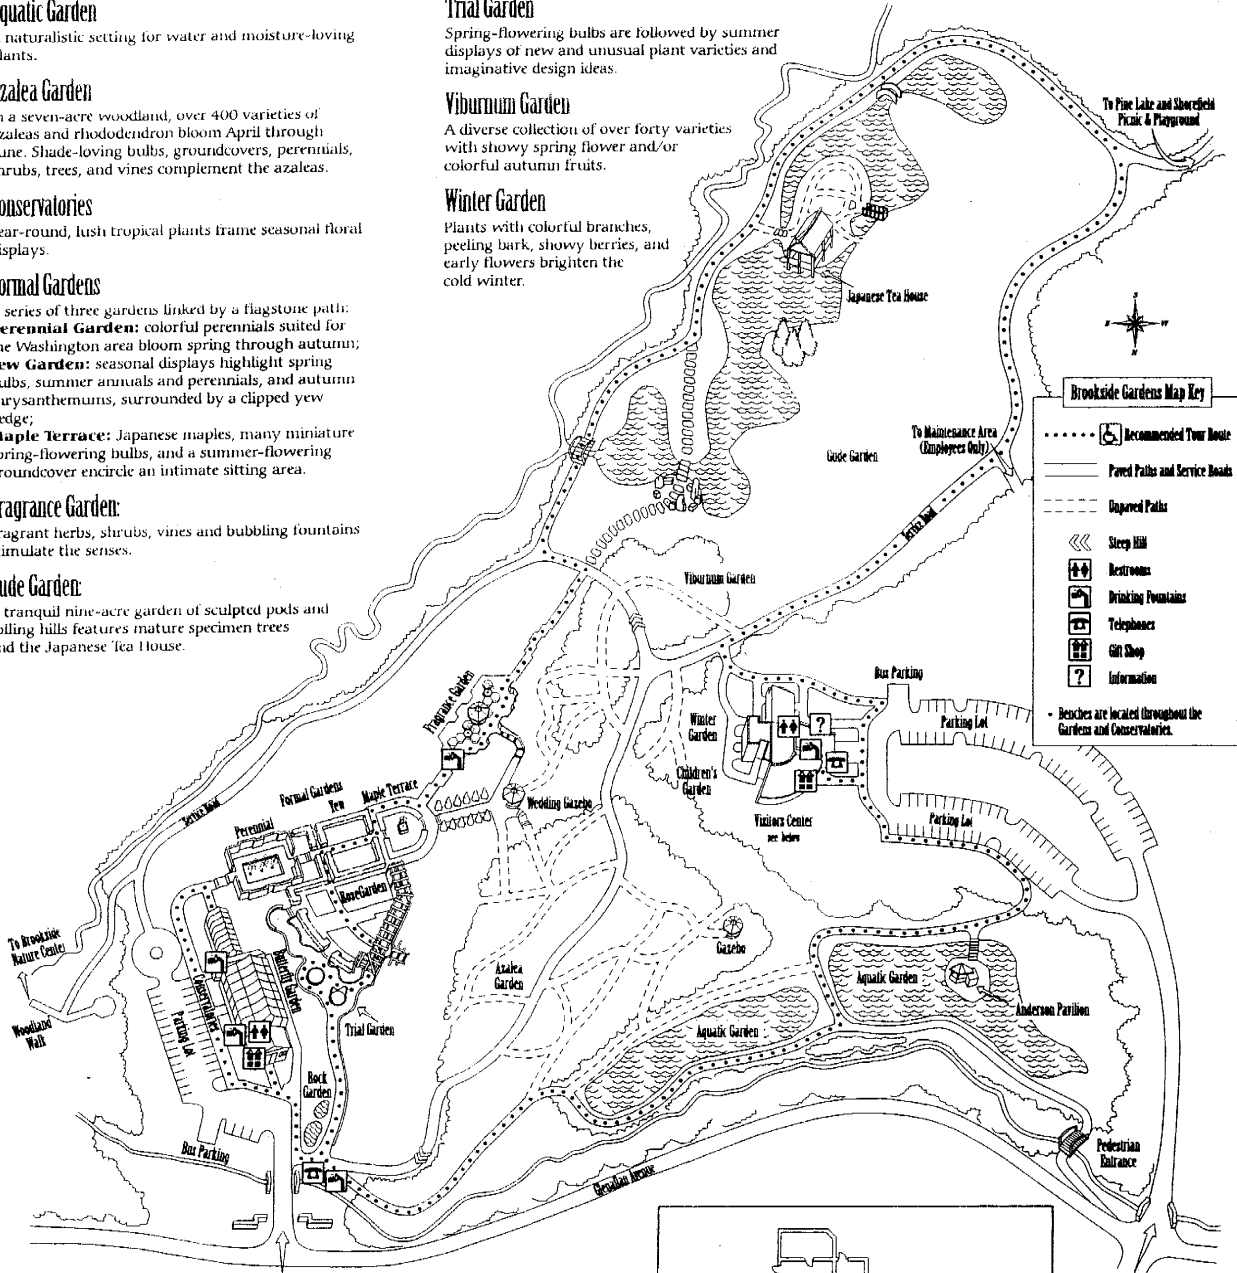 quatic Garden
naturalistic setting for water and moisture-loving
lants.
zalea Garden
a seven-acre woodland, over 400 varieties of
zaleas and rhododendron bloom April through
une. Shade-loving bulbs, groundcovers, perennials,
hrubs, trees, and vines complement the azaleas.
onservatories
ear-round, lush tropical plants frame seasonal floral
isplays.
ormal Gardens
series of three gardens linked by a flagstone path:
erennial Garden: colorful perennials suited for
he Washington area bloom spring through autumn;
ew Garden: seasonal displays highlight spring
ulbs, summer annuals and perennials, and autumn
hrysanthemums, surrounded by a clipped yew
edge;
laple Terrace: Japanese maples, many miniature
pring-flowering bulbs, and a summer-flowering
roundcover encircle an intimate sitting area.
ragrance Garden:
ragrant herbs, shrubs, vines and bubbling fountains
timulate the senses.
ude Garden:
tranquil nine-acre garden of sculpted pods and
olling hills features mature specimen trees
nd the Japanese Tea House.
Trial Garden
Spring-flowering bulbs are followed by summer
displays of new and unusual plant varieties and
imaginative design ideas.
Viburnum Garden
A diverse collection of over forty varieties
with showy spring flower and/or
colorful autumn fruits.
Winter Garden
Plants with colorful branches,
peeling bark, showy berries, and
early flowers brighten the
cold winter.
To Pine Lake and Shorefield
Picnic & Playground
Japanese Tea House
S
E
W
N
Brookside Gardens Map Key
Recommended Tour Route
Paved Paths and Service Roads
Unpaved Paths
Steep Hill
Restrooms
Drinking Fountains
Telephones
Gift Shop
? Information
• Benches are located throughout the
Gardens and Conservatories.
To Maintenance Area
(Employees Only)
Gude Garden
Service Road
Viburnum Garden
Bus Parking
Parking Lot
Fragrance Garden
Winter
Garden
?
Children's
Garden
Parking Lot
Visitors Center
see below
Wedding Gazebo
Formal Gardens
Maple Terrace
Yew
Perennial
Service Road
Rose Garden
To Brookside
Nature Center
Woodland
Walk
Conservatories
Butterfly Garden
Parking Lot
Trial Garden
Azalea
Garden
Gazebo
Aquatic Garden
Anderson Pavilion
Aquatic Garden
Rock
Garden
Bus Parking
Glenallan Avenue
Pedestrian
Entrance